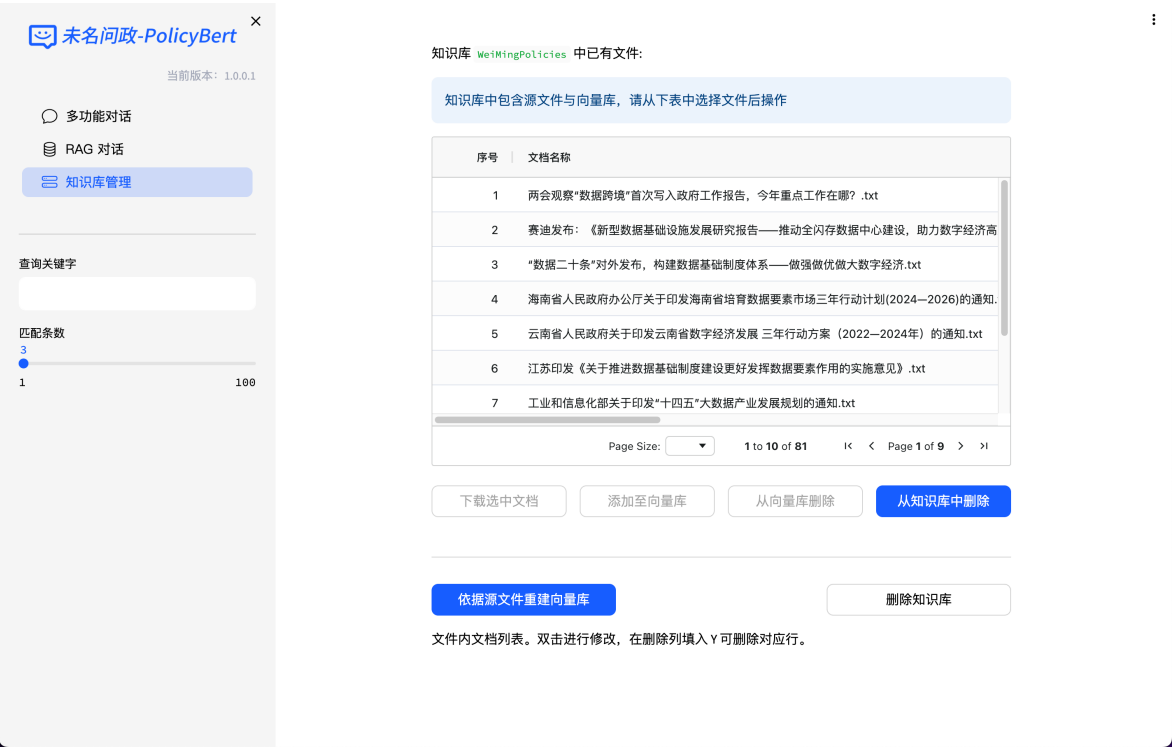 未名问政-PolicyBert
当前版本：1.0.0.1
多功能对话
RAG 对话
知识库管理
查询关键字
匹配条数
3
1 100
知识库 WeiMingPolicies 中已有文件:
知识库中包含源文件与向量库，请从下表中选择文件后操作
序号 文档名称
1 两会观察“数据跨境”首次写入政府工作报告，今年重点工作在哪？.txt
2 赛迪发布：《新型数据基础设施发展研究报告——推动全闪存数据中心建设，助力数字经济高
3 “数据二十条”对外发布，构建数据基础制度体系——做强做优做大数字经济.txt
4 海南省人民政府办公厅关于印发海南省培育数据要素市场三年行动计划(2024—2026)的通知.
5 云南省人民政府关于印发云南省数字经济发展 三年行动方案（2022—2024年）的通知.txt
6 江苏印发《关于推进数据基础制度建设更好发挥数据要素作用的实施意见》.txt
7 工业和信息化部关于印发“十四五”大数据产业发展规划的通知.txt
Page Size: 1 to 10 of 81 Page 1 of 9
下载选中文档 添加至向量库 从向量库删除 从知识库中删除
依据源文件重建向量库 删除知识库
文件内文档列表。双击进行修改，在删除列填入 Y 可删除对应行。